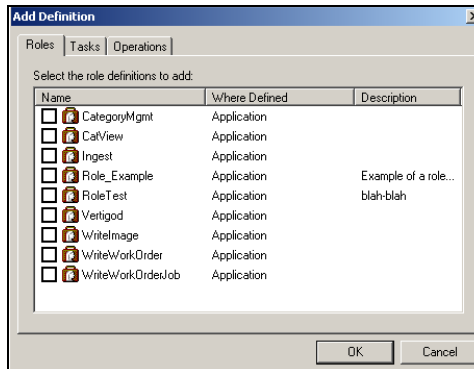 Add Definition
Roles Tasks Operations
Select the role definitions to add:
Name Where Defined Description
CategoryMgmt Application
CatView Application
Ingest Application
Role_Example Application Example of a role...
RoleTest Application blah-blah
Vertigod Application
WriteImage Application
WriteWorkOrder Application
WriteWorkOrderJob Application
OK Cancel